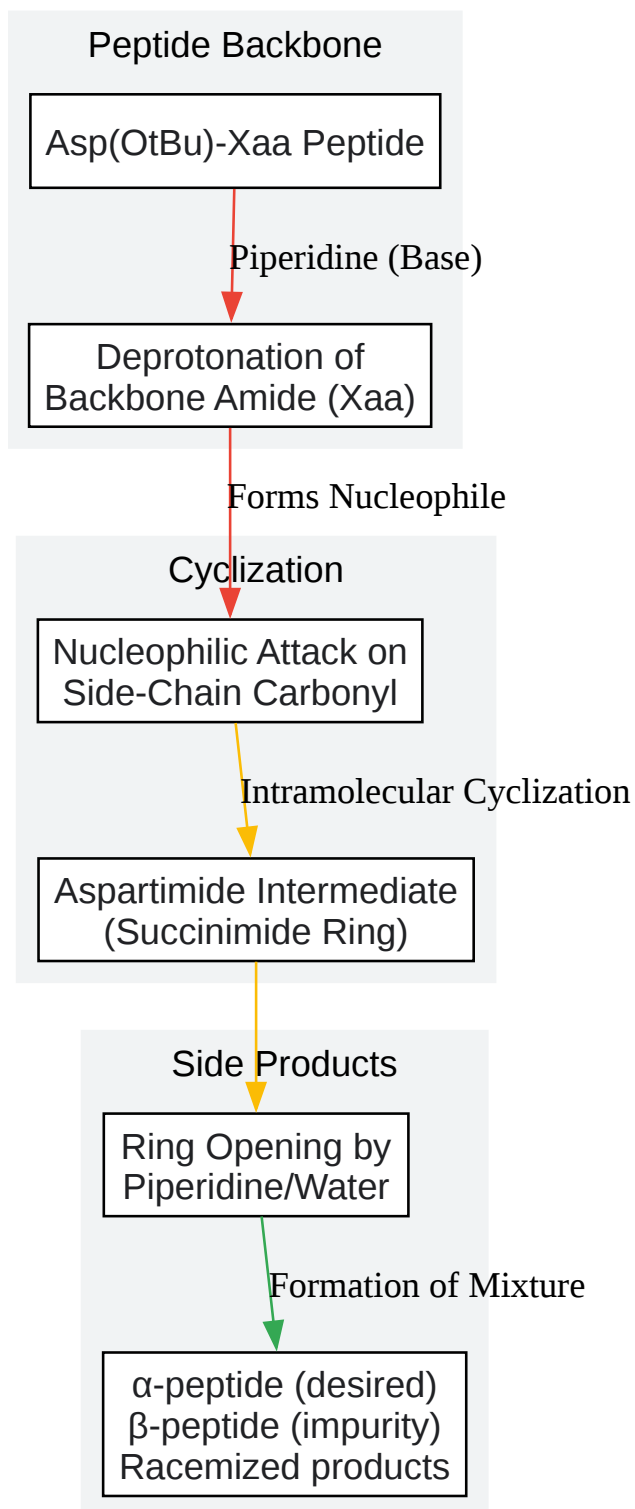 Peptide Backbone
Asp(OtBu)-Xaa Peptide
Piperidine (Base)
Deprotonation of
Backbone Amide (Xaa)
Forms Nucleophile
Cyclization
Nucleophilic Attack on
Side-Chain Carbonyl
Intramolecular Cyclization
Aspartimide Intermediate
(Succinimide Ring)
Side Products
Ring Opening by
Piperidine/Water
Formation of Mixture
α-peptide (desired)
β-peptide (impurity)
Racemized products